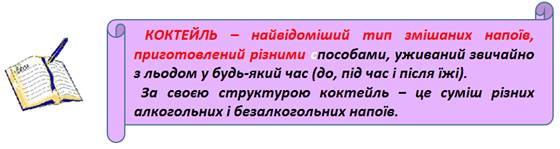 КОКТЕЙЛЬ – найвідоміший тип змішаних напоїв,
приготовлений різними способами, уживаний звичайно
з льодом у будь-який час (до, під час і після їжі).
За своєю структурою коктейль – це суміш різних
алкогольних і безалкогольних напоїв.